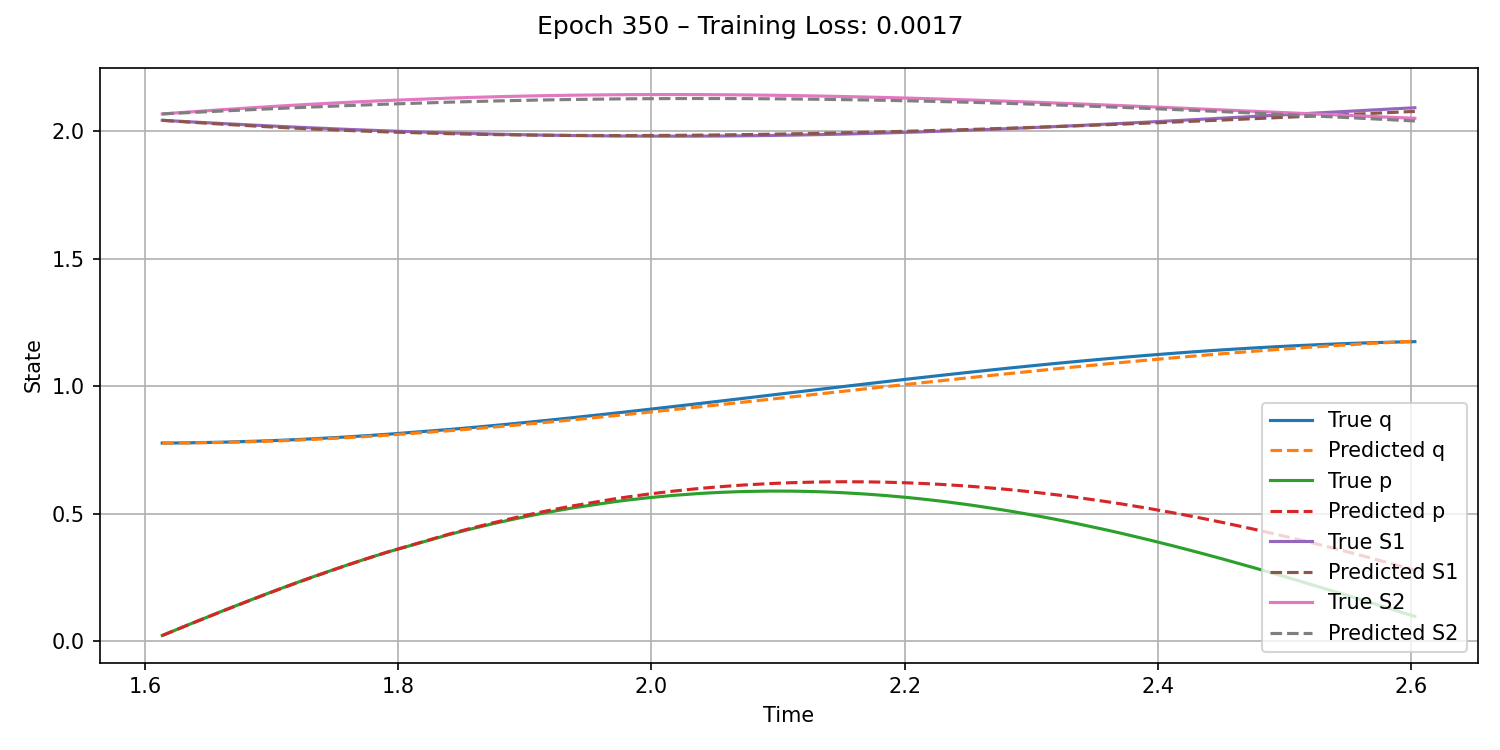 Epoch 350 – Training Loss: 0.0017
State
2.0
1.5
1.0
0.5
0.0
True q
Predicted q
True p
Predicted p
True S1
Predicted S1
True S2
Predicted S2
1.6 1.8 2.0 2.2 2.4 2.6
Time